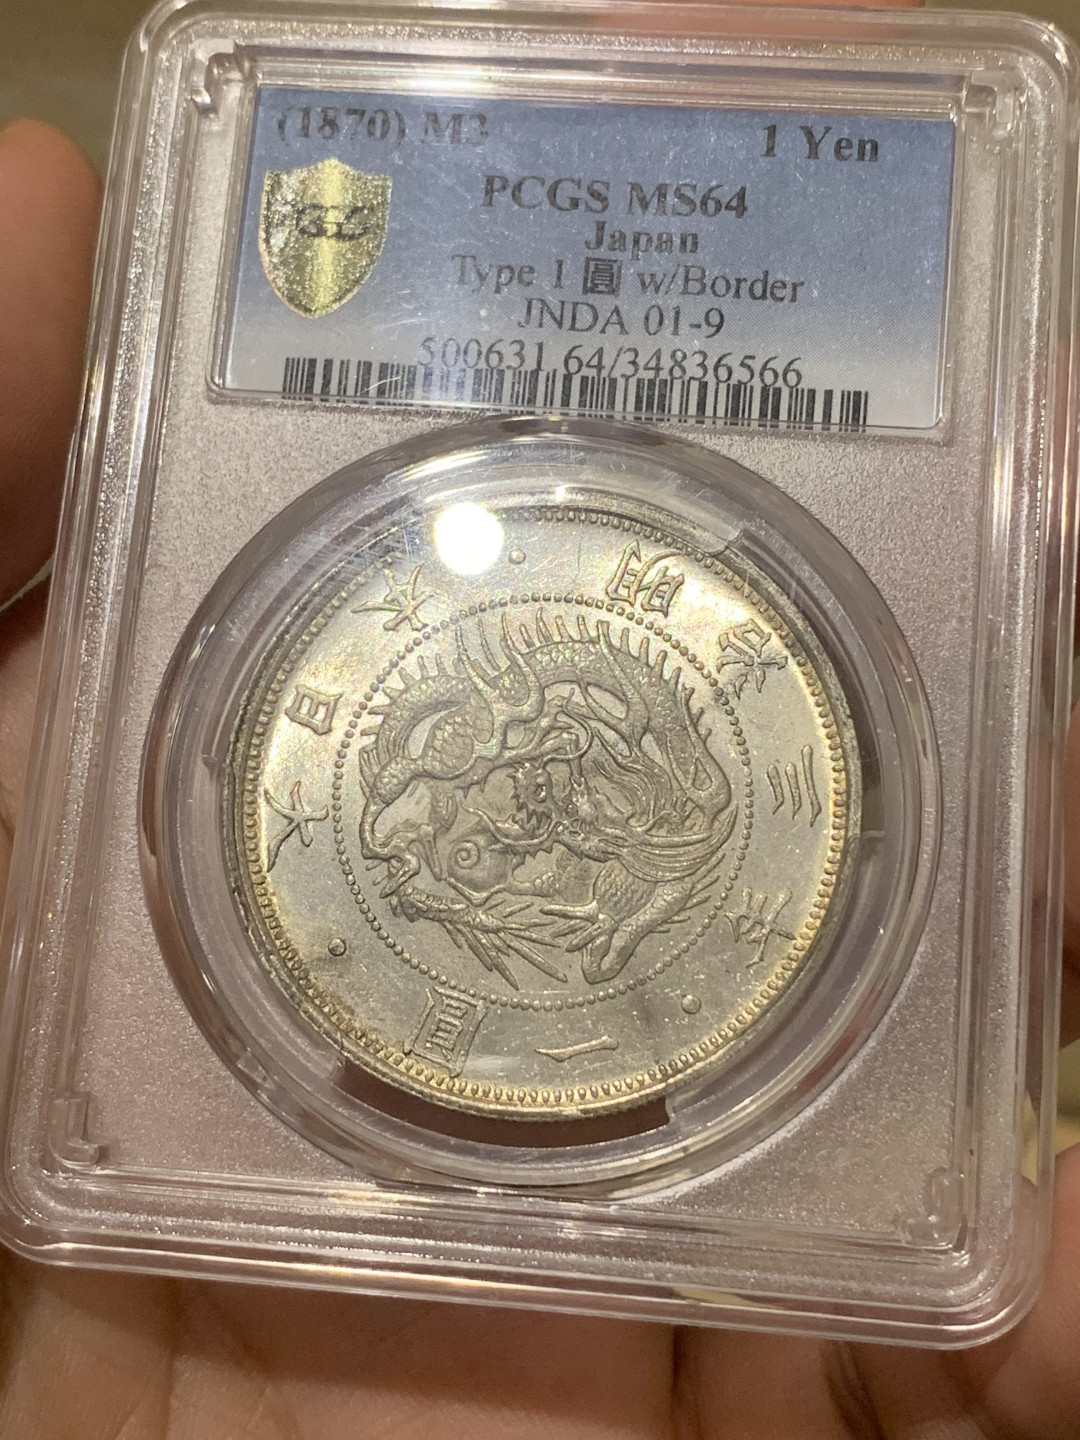 (1870) M3 1 Yen
PCGS MS64
Japan
Type 1 圓 w/Border
JNDA 01-9
500631.64/34836566
大日本
明治三年
一圓